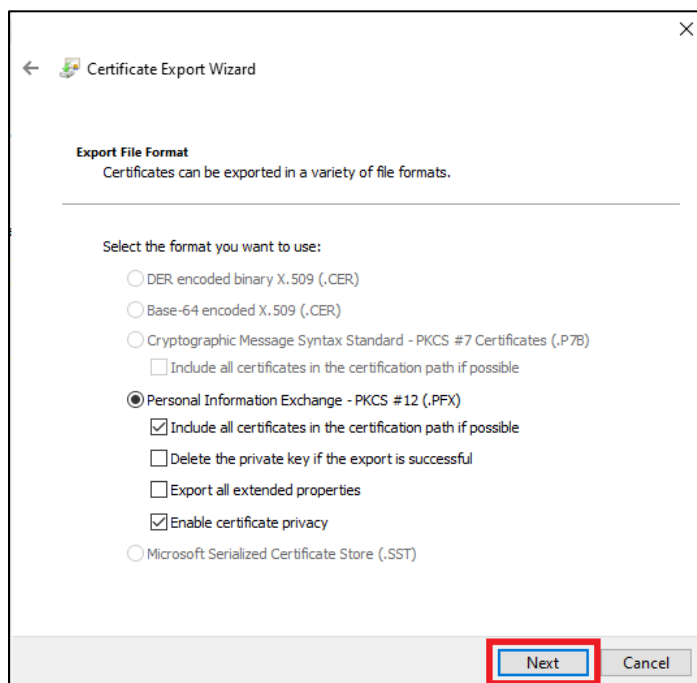 Certificate Export Wizard
Export File Format
Certificates can be exported in a variety of file formats.
Select the format you want to use:
DER encoded binary X.509 (.CER)
Base-64 encoded X.509 (.CER)
Cryptographic Message Syntax Standard - PKCS #7 Certificates (.P7B)
Include all certificates in the certification path if possible
Personal Information Exchange - PKCS #12 (.PFX)
Include all certificates in the certification path if possible
Delete the private key if the export is successful
Export all extended properties
Enable certificate privacy
Microsoft Serialized Certificate Store (.SST)
Next Cancel